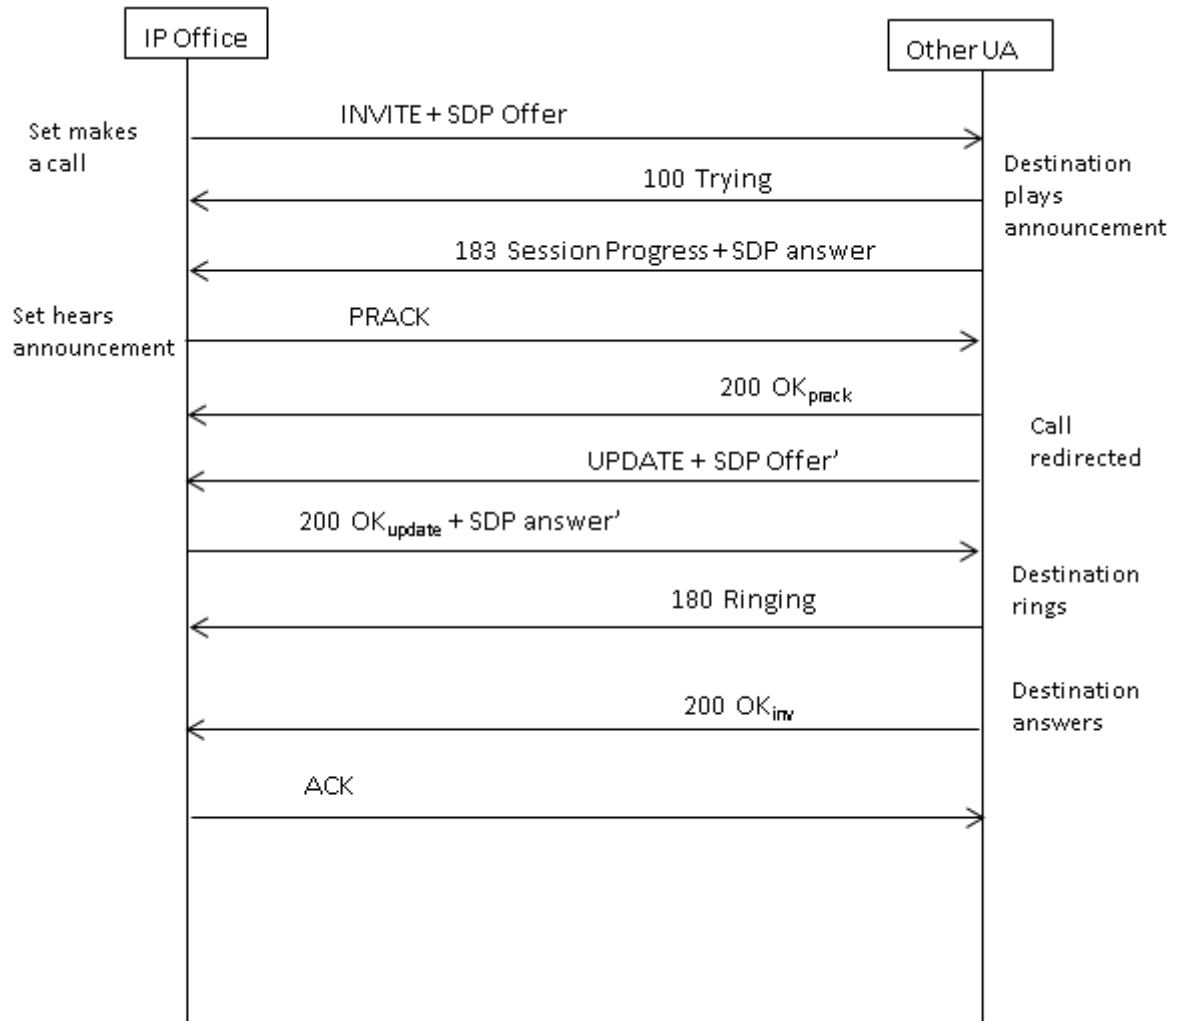 IP Office
Other UA
INVITE + SDP Offer
Set makes
a call
100 Trying
Destination
plays
announcement
183 Session Progress + SDP answer
Set hears
announcement
PRACK
200 OKprack
Call
redirected
UPDATE + SDP Offer’
200 OKupdate + SDP answer’
Destination
rings
180 Ringing
Destination
answers
200 OKinv
ACK